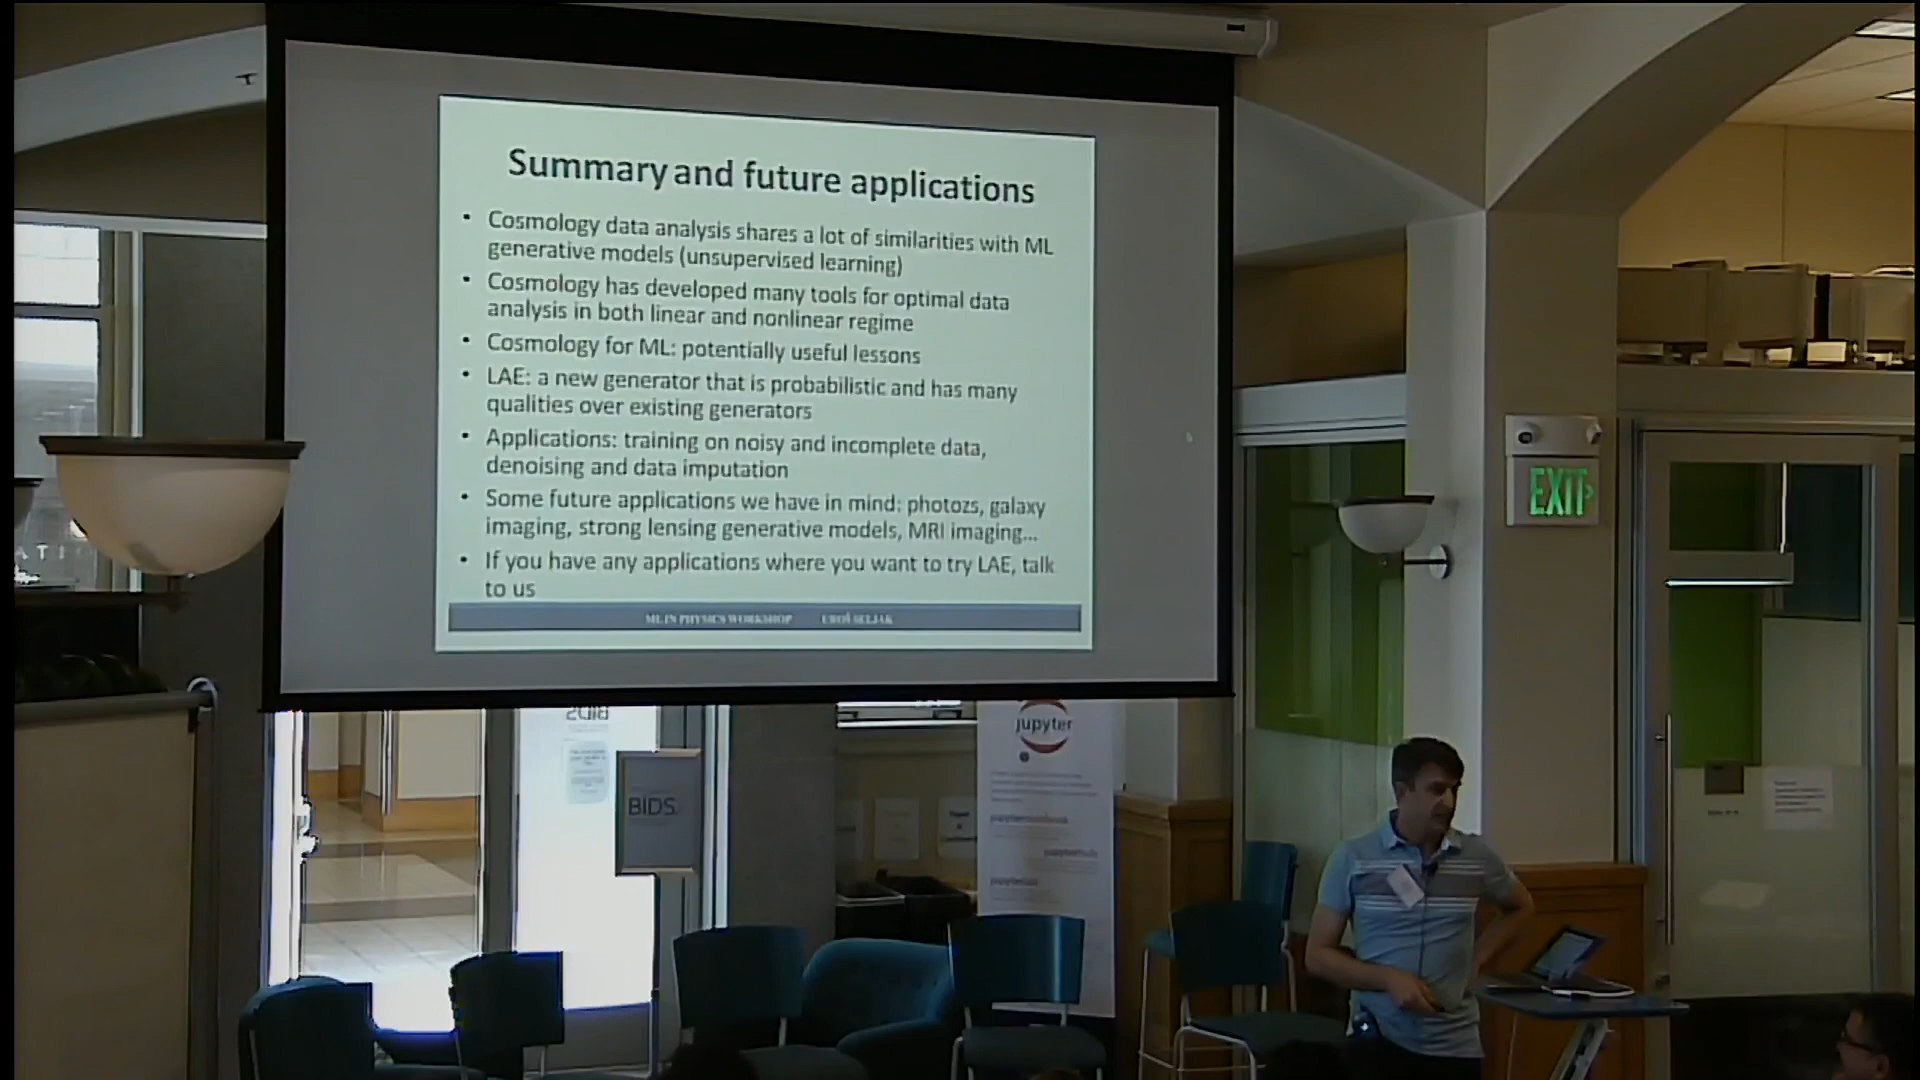 Summary and future applications
• Cosmology data analysis shares a lot of similarities with ML
generative models (unsupervised learning)
• Cosmology has developed many tools for optimal data
analysis in both linear and nonlinear regime
• Cosmology for ML: potentially useful lessons
• LAE: a new generator that is probabilistic and has many
qualities over existing generators
• Applications: training on noisy and incomplete data,
denoising and data imputation
• Some future applications we have in mind: photozs, galaxy
imaging, strong lensing generative models, MRI imaging...
• If you have any applications where you want to try LAE, talk
to us
ML IN PHYSICS WORKSHOP UROŠ SELJAK
EXIT
jupyter
BIDS
BIDS